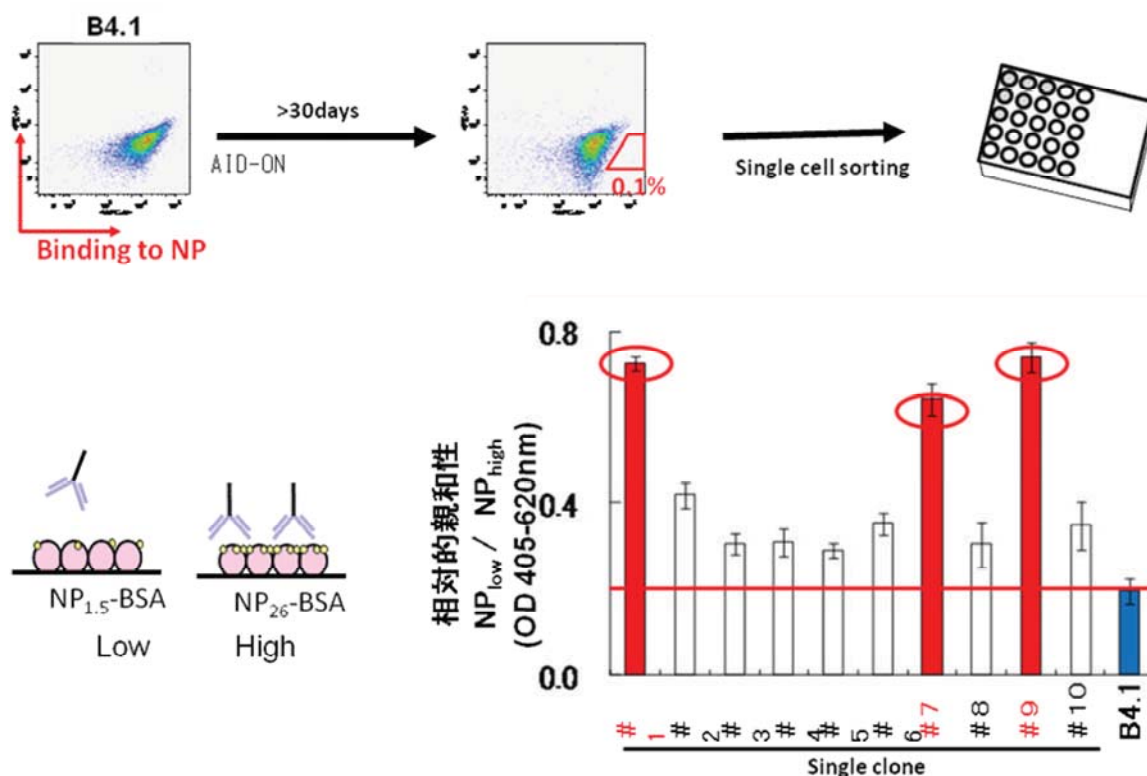 B4.1
>30days
AID-ON
0.1%
Single cell sorting
Binding to NP
NP1.5-BSA
Low
NP26-BSA
High
相対的親和性
NPlow / NPhigh
(OD 405-620nm)
0.8
0.4
0.0
#1
#2
#3
#4
#5
#6
#7
#8
#9
#10
B4.1
Single clone